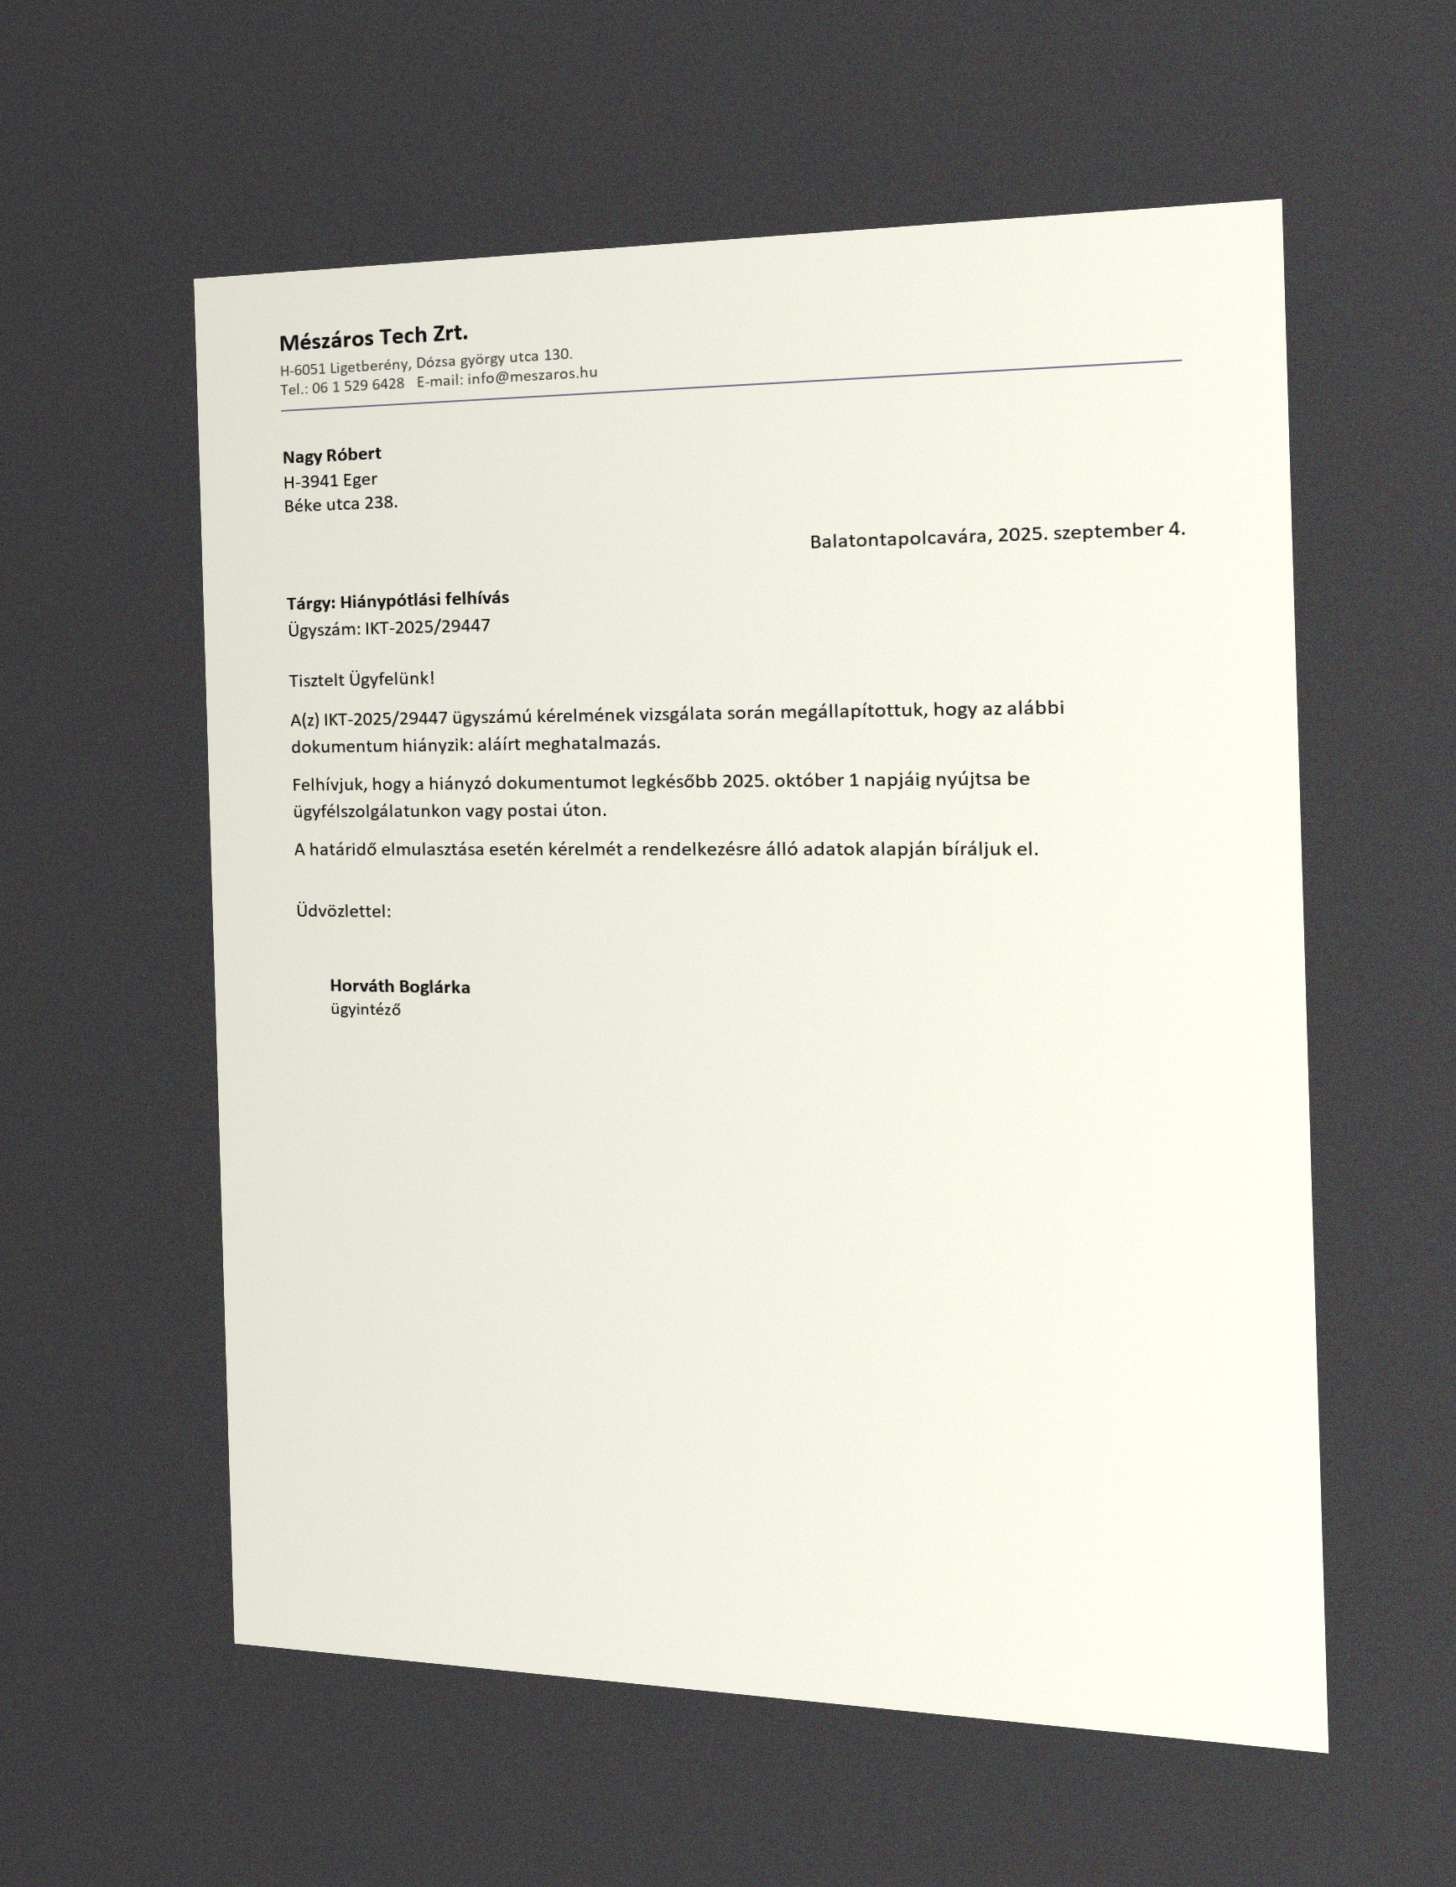 Mészáros Tech Zrt.
H-6051 Ligetberény, Dózsa györgy utca 130.
Tel.: 06 1 529 6428 E-mail: info@meszaros.hu
Nagy Róbert
H-3941 Eger
Béke utca 238.
Balatontapolcavára, 2025. szeptember 4.
Tárgy: Hiánypótlási felhívás
Ügyszám: IKT-2025/29447
Tisztelt Ügyfelünk!
A(z) IKT-2025/29447 ügyszámú kérelmének vizsgálata során megállapítottuk, hogy az alábbi
dokumentum hiányzik: aláírt meghatalmazás.
Felhívjuk, hogy a hiányzó dokumentumot legkésőbb 2025. október 1 napjáig nyújtsa be
ügyfélszolgálatunkon vagy postai úton.
A határidő elmulasztása esetén kérelmét a rendelkezésre álló adatok alapján bíráljuk el.
Üdvözlettel:
Horváth Boglárka
ügyintéző